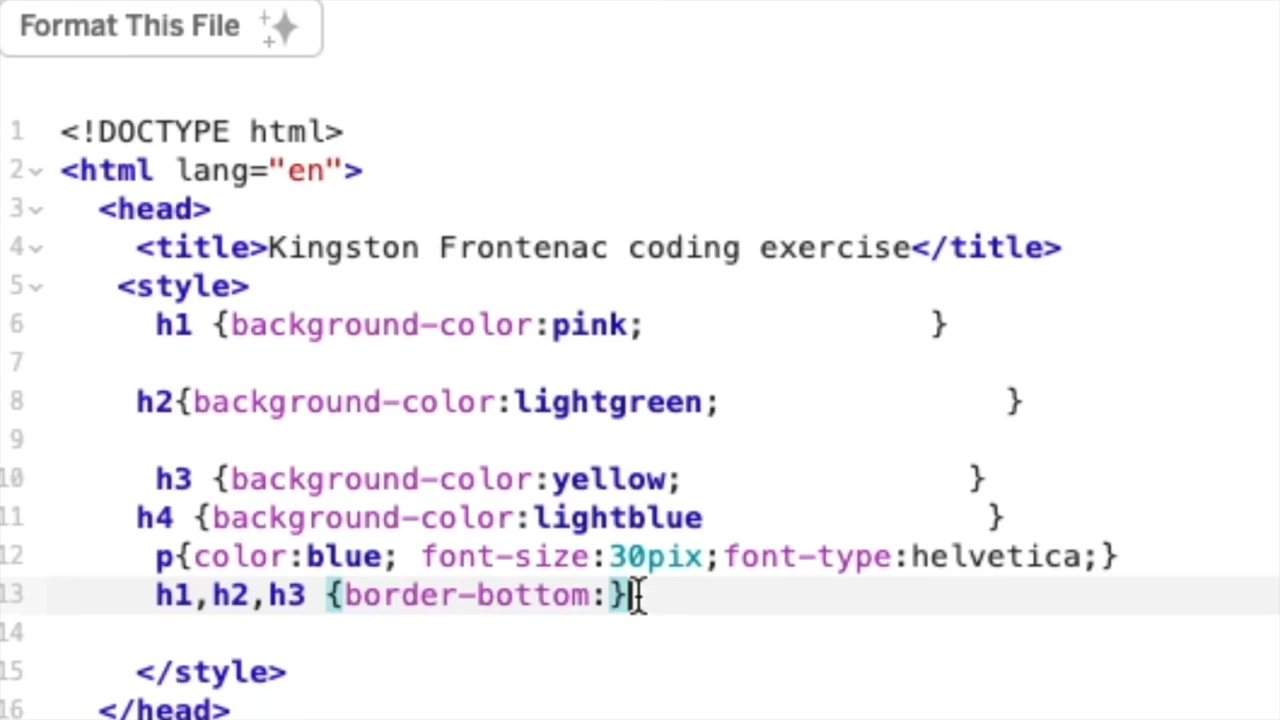 Format This File
1 <!DOCTYPE html>
2 <html lang="en">
3 <head>
4 <title>Kingston Frontenac coding exercise</title>
5 <style>
6 h1 {background-color:pink; }
7
8 h2{background-color:lightgreen; }
9
10 h3 {background-color:yellow; }
11 h4 {background-color:lightblue }
12 p{color:blue; font-size:30pix;font-type:helvetica;}
13 h1,h2,h3 {border-bottom:}
14
15 </style>
16 </head>